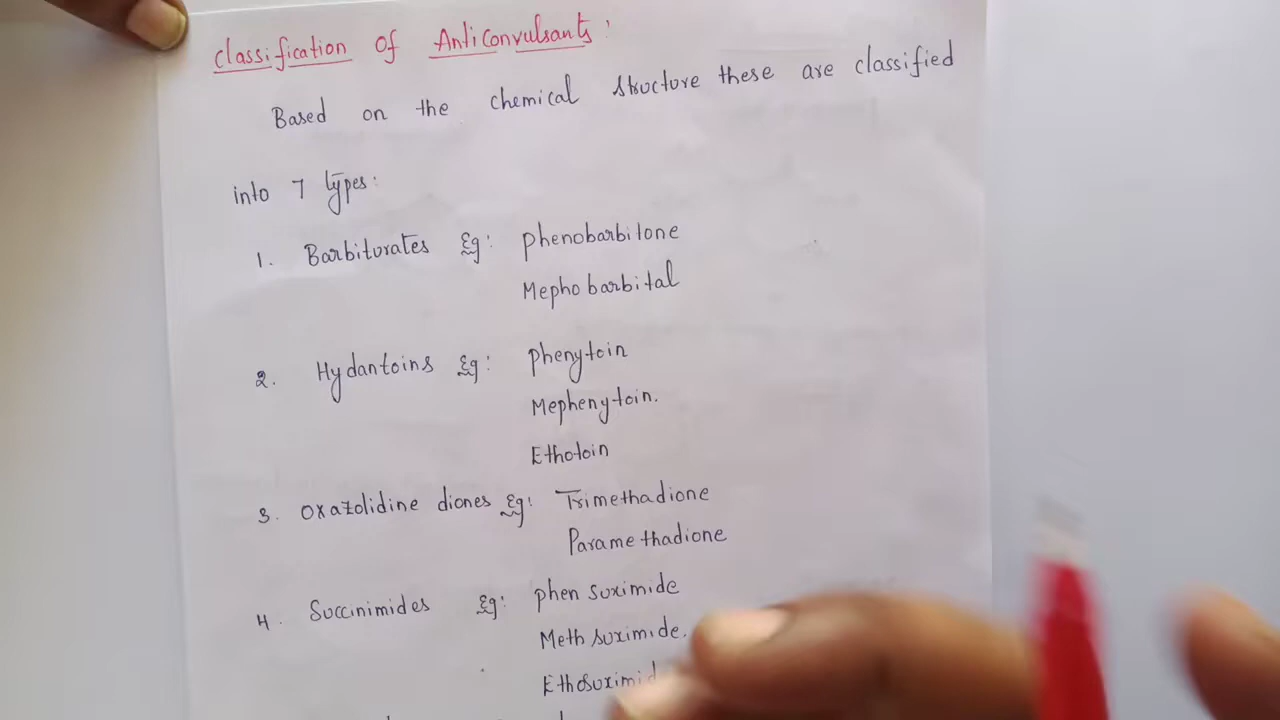 classification of Anticonvulsants:
Based on the chemical structure these are classified
into 7 types:
1. Barbiturates Eg: phenobarbitone
Mephobarbital
2. Hydantoins Eg: phenytoin
Mephenytoin.
Ethotoin
3. Oxazolidine diones Eg: Trimethadione
Paramethadione
4. Succinimides Eg: phen suximide
Meth suximide.
Ethosuximid